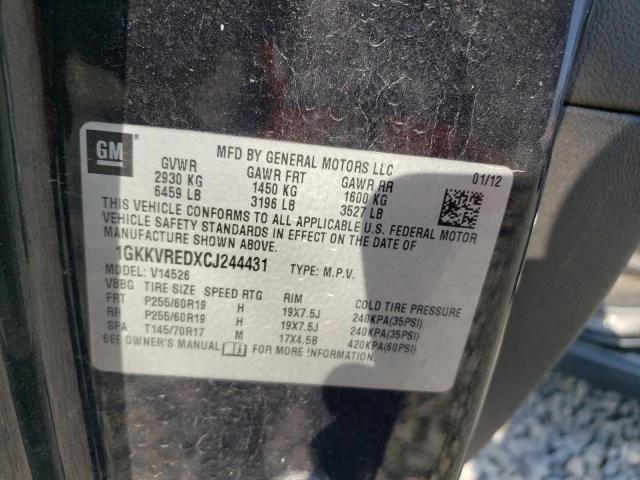 GM
MFD BY GENERAL MOTORS LLC
01/12
GVWR GAWR FRT GAWR RR
2930 KG 1450 KG 1600 KG
6459 LB 3196 LB 3527 LB
THIS VEHICLE CONFORMS TO ALL APPLICABLE U.S. FEDERAL MOTOR
VEHICLE SAFETY STANDARDS IN EFFECT ON THE DATE OF
MANUFACTURE SHOWN ABOVE.
1GKKVREDXCJ244431 TYPE: M.P.V.
MODEL: V14526
VBBG TIRE SIZE SPEED RTG RIM COLD TIRE PRESSURE
FRT P255/60R19 H 19X7.5J 240KPA(35PSI)
RR P255/60R19 H 19X7.5J 240KPA(35PSI)
SPA T145/70R17 M 17X4.5B 420KPA(60PSI)
SEE OWNER'S MANUAL FOR MORE INFORMATION.